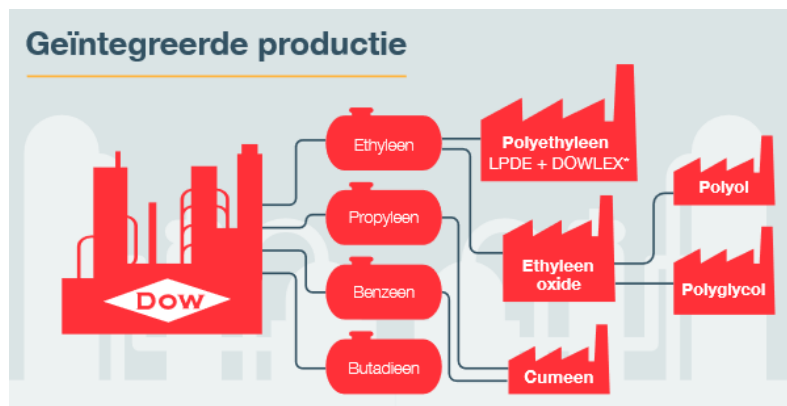 Geïntegreerde productie
Ethyleen
Polyethyleen
LPDE + DOWLEX*
Polyol
Propyleen
Ethyleen
oxide
Polyglycol
Benzeen
DOW
Butadieen
Cumeen